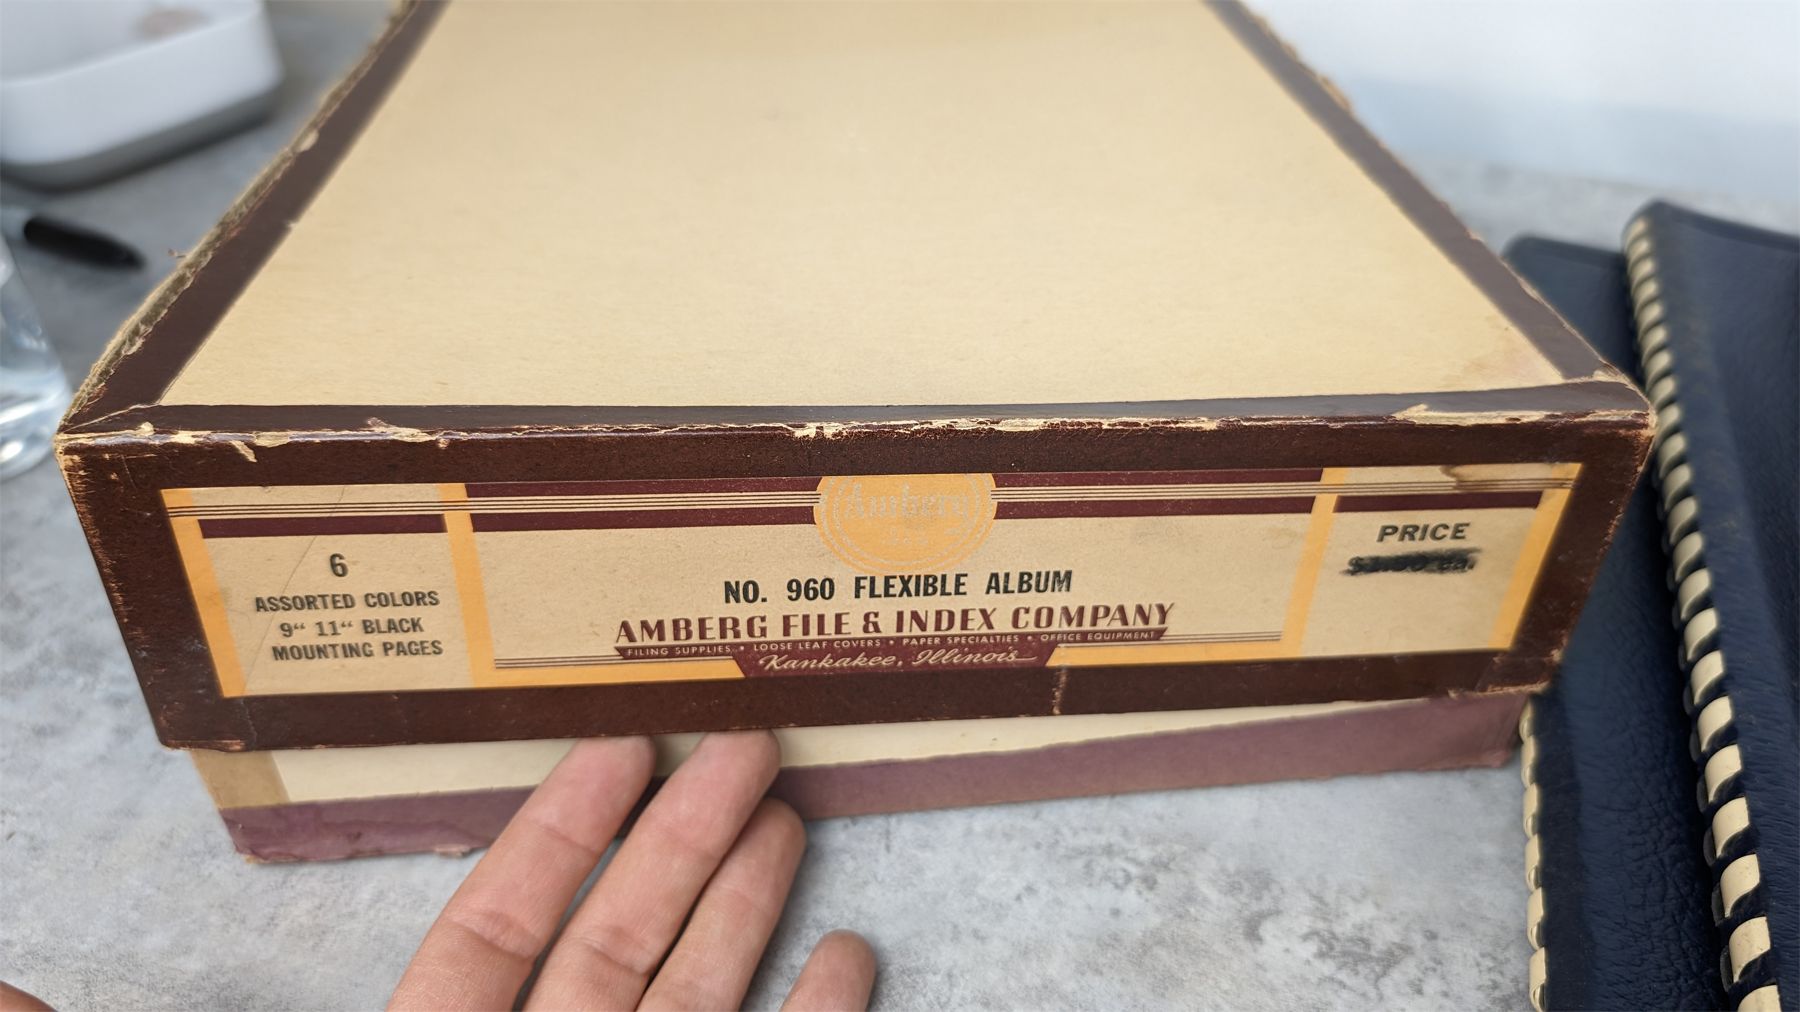 6
ASSORTED COLORS
9“ 11“ BLACK
MOUNTING PAGES
Amberg
NO. 960 FLEXIBLE ALBUM
AMBERG FILE & INDEX COMPANY
FILING SUPPLIES • LOOSE LEAF COVERS • PAPER SPECIALTIES • OFFICE EQUIPMENT
Kankakee, Illinois
PRICE